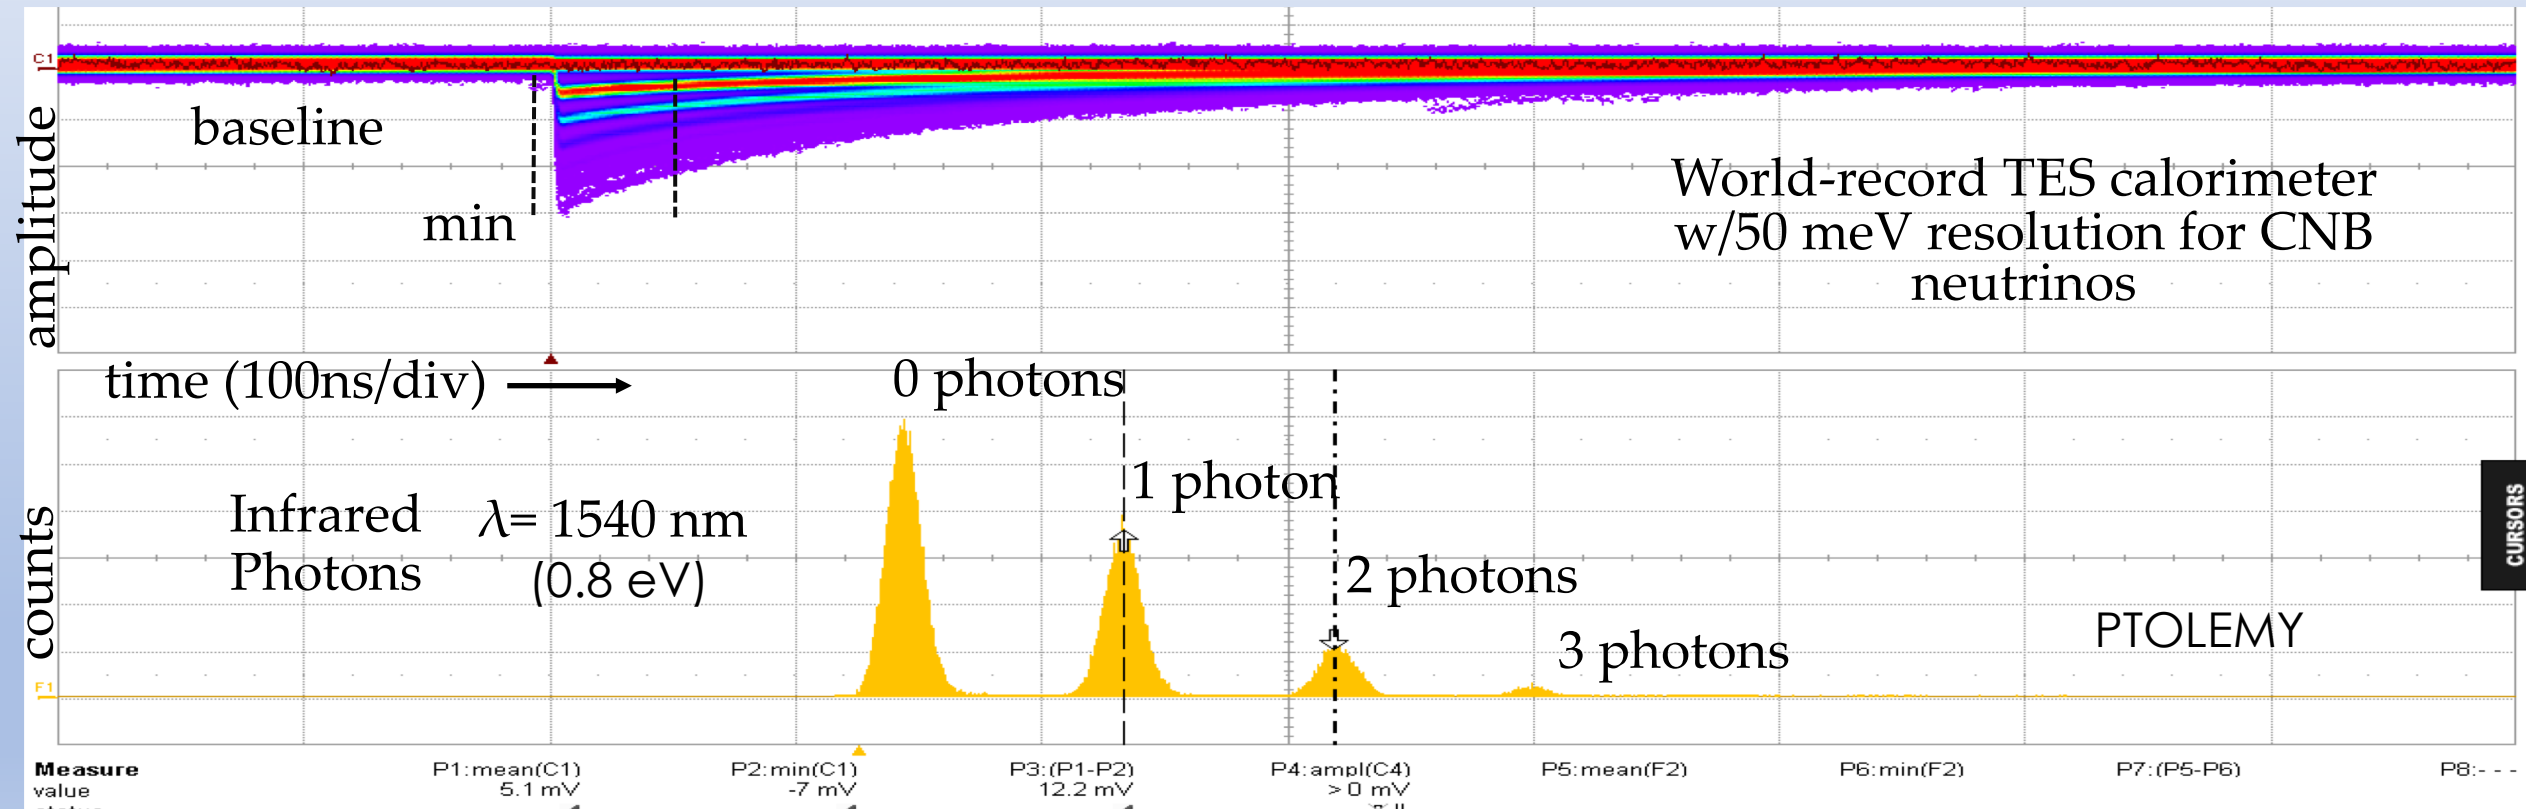 C1
amplitude
baseline
min
World-record TES calorimeter
w/50 meV resolution for CNB
neutrinos
time (100ns/div)
0 photons
1 photon
2 photons
3 photons
counts
Infrared
Photons
λ= 1540 nm
(0.8 eV)
PTOLEMY
CURSORS
F1
Measure P1:mean(C1) P2:min(C1) P3:(P1-P2) P4:ampl(C4) P5:mean(F2) P6:min(F2) P7:(P5-P6) P8:- - -
value 5.1 mV -7 mV 12.2 mV > 0 mV